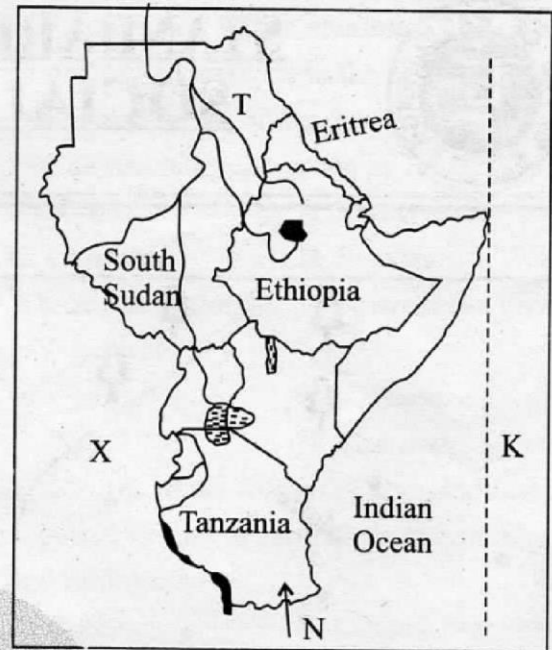 T
Eritrea
South
Sudan
Ethiopia
X
K
Indian
Ocean
Tanzania
N